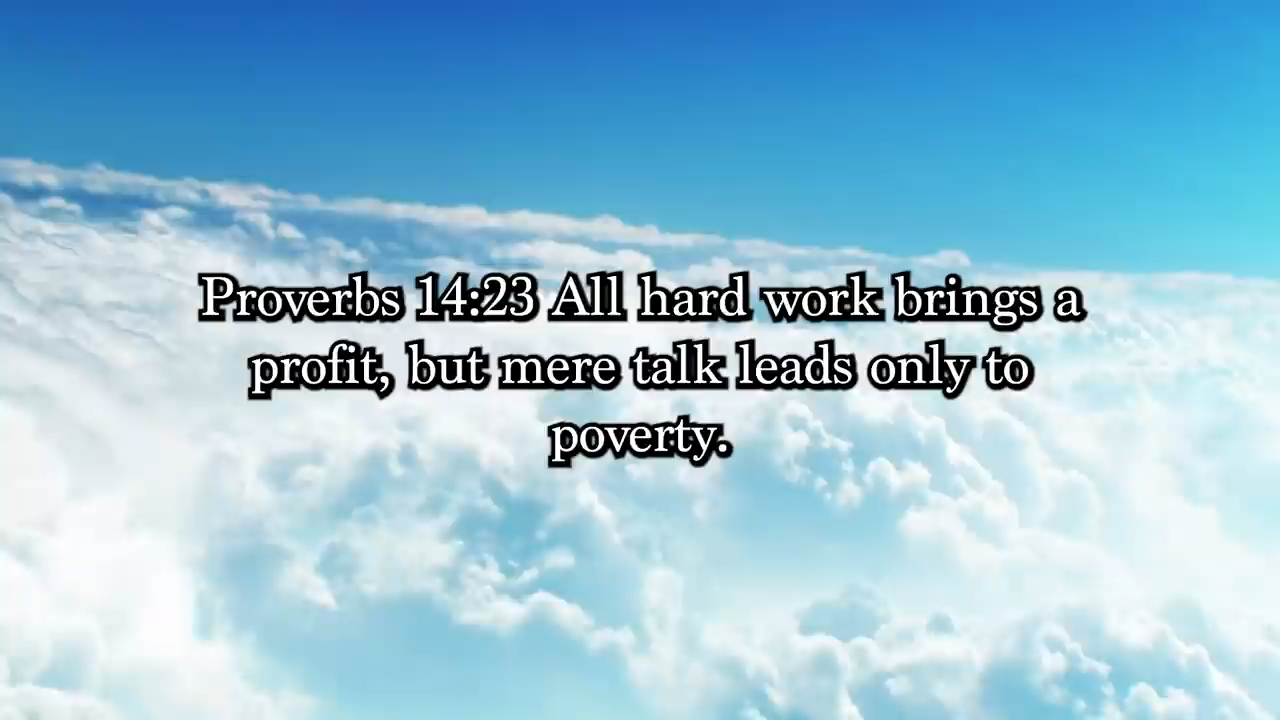 Proverbs 14:23 All hard work brings a
profit, but mere talk leads only to
poverty.